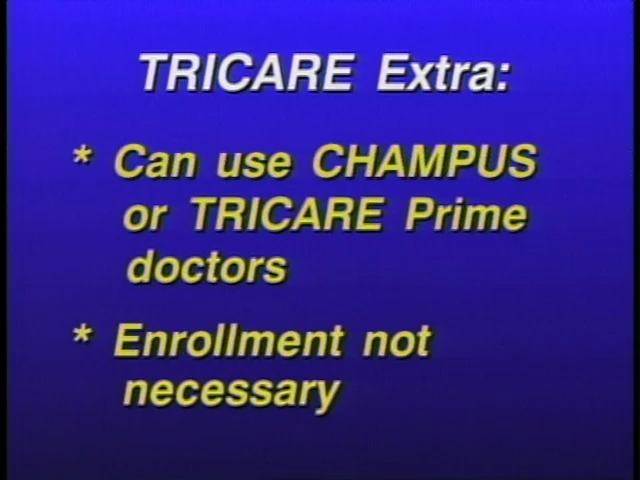 TRICARE Extra:
* Can use CHAMPUS
or TRICARE Prime
doctors
* Enrollment not
necessary